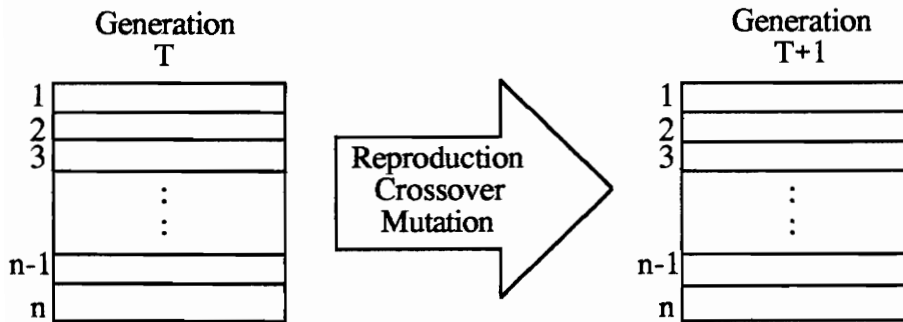 Generation
T
1
2
3
n-1
n
Reproduction
Crossover
Mutation
Generation
T+1
1
2
3
n-1
n